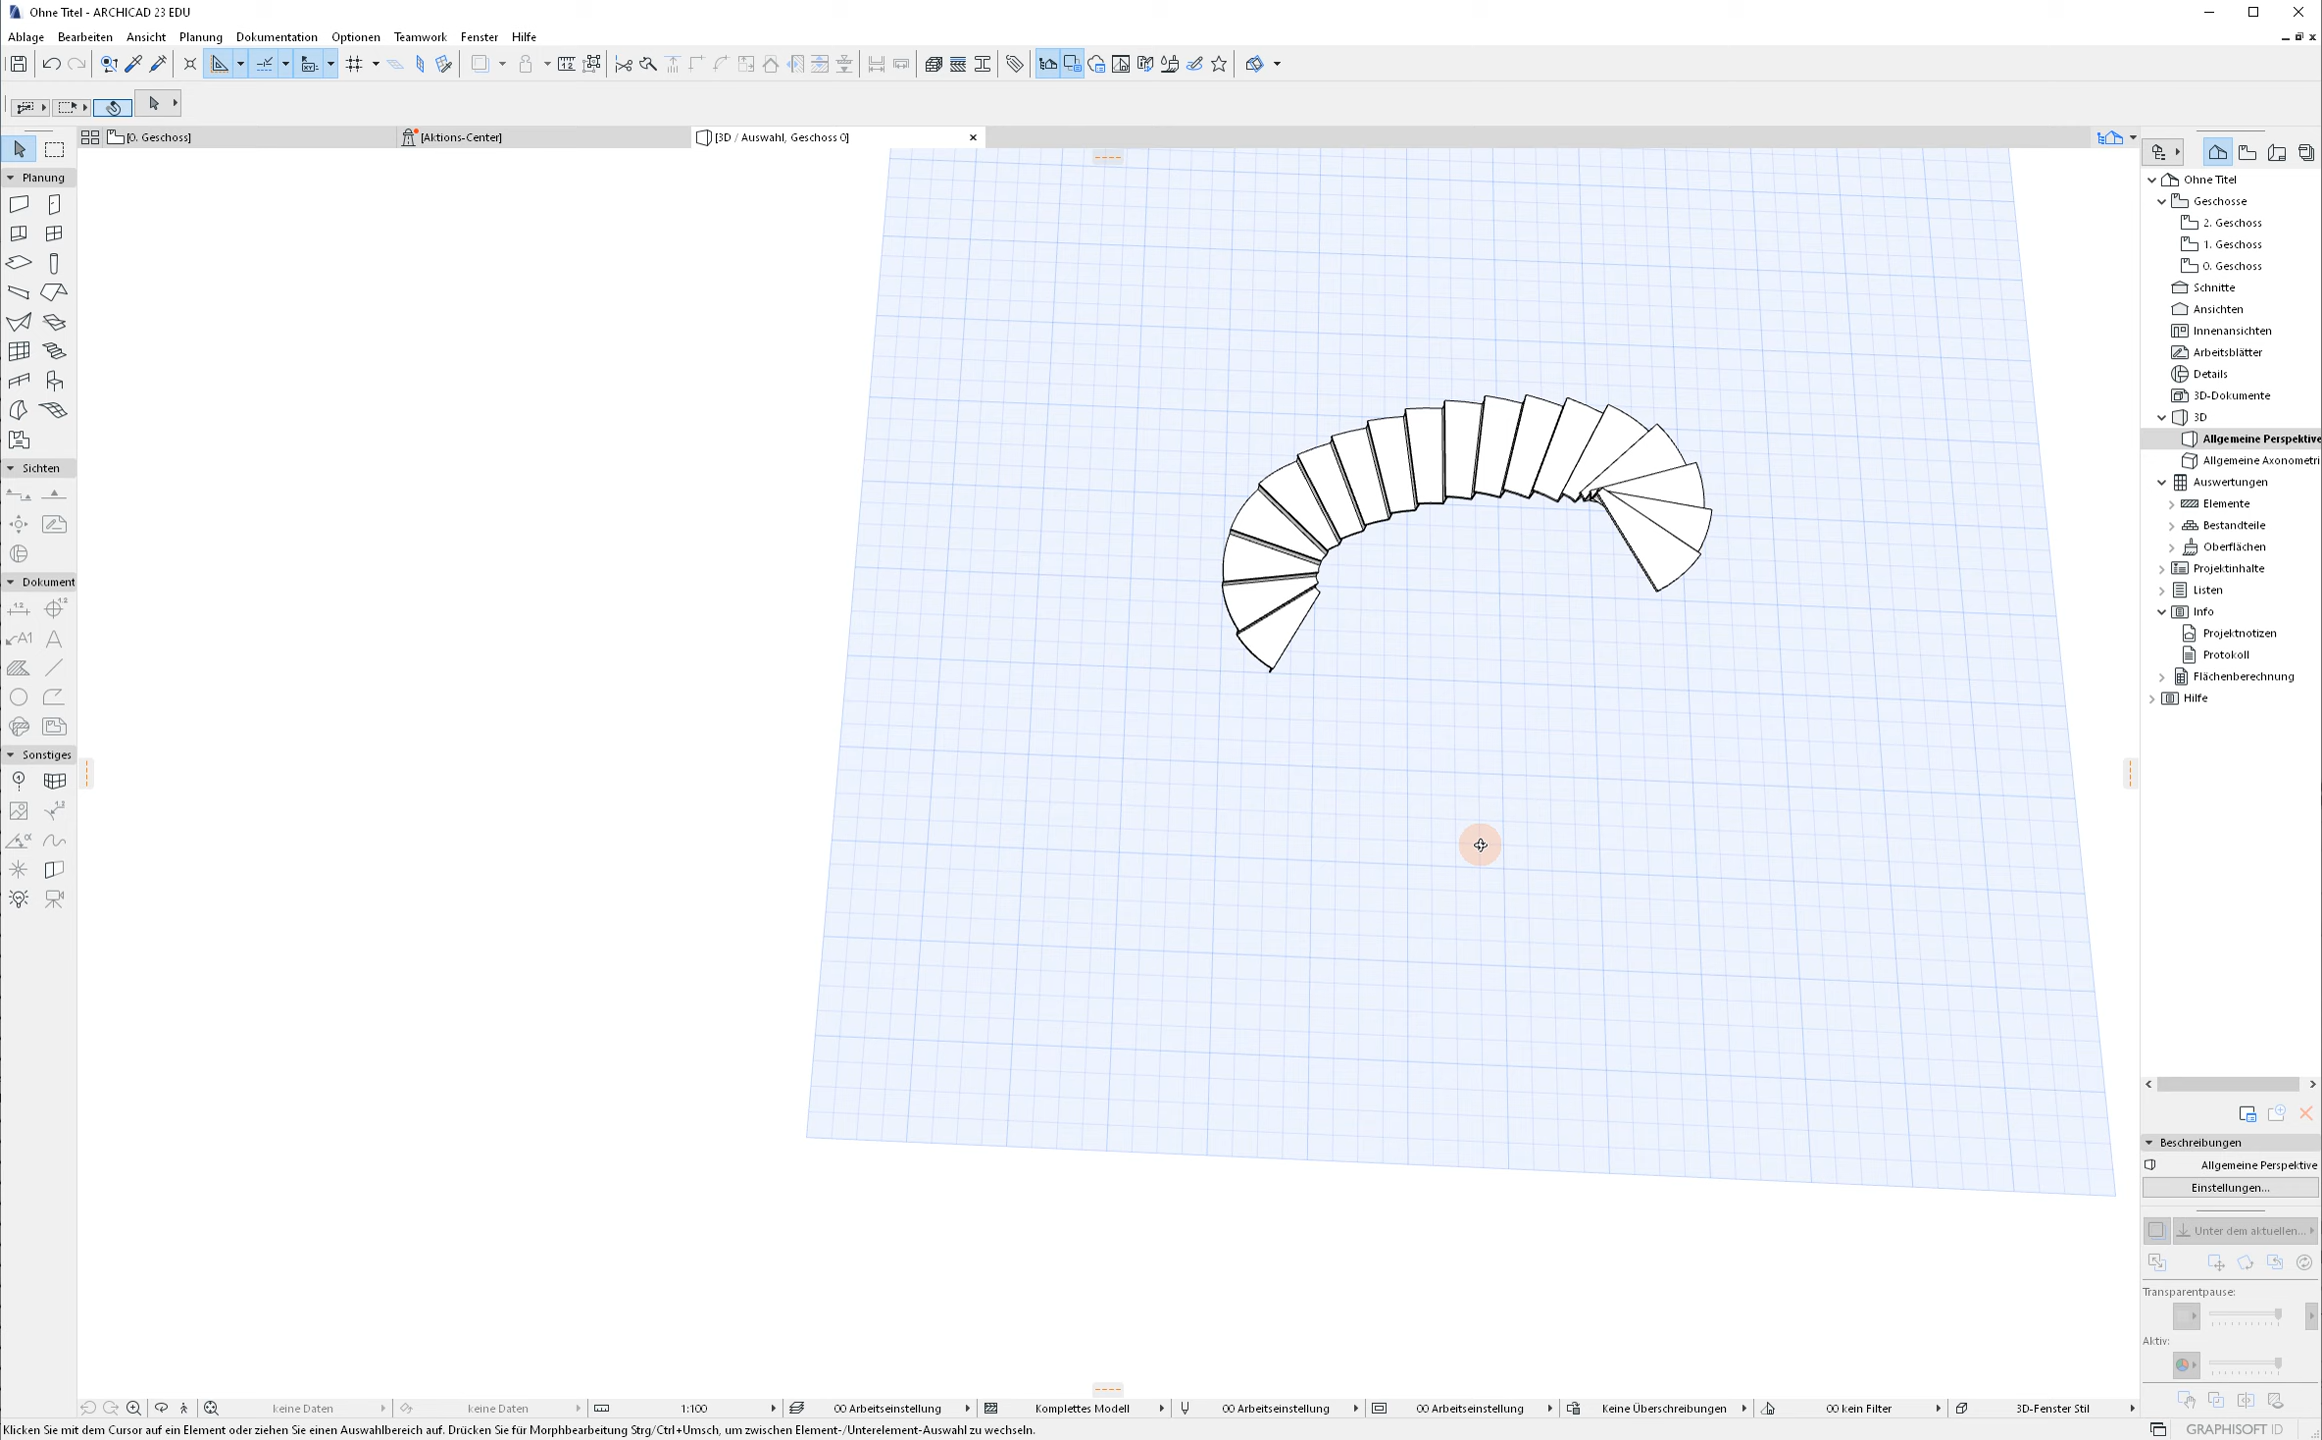 Ohne Titel - ARCHICAD 23 EDU
Ablage Bearbeiten Ansicht Planung Dokumentation Optionen Teamwork Fenster Hilfe
[0. Geschoss]
[Aktions-Center]
[3D / Auswahl, Geschoss 0]
Planung
Sichten
Dokument
A1
Sonstiges
Ohne Titel
Geschosse
2. Geschoss
1. Geschoss
0. Geschoss
Schnitte
Ansichten
Innenansichten
Arbeitsblätter
Details
3D-Dokumente
3D
Allgemeine Perspektive
Allgemeine Axonometri
Auswertungen
Elemente
Bestandteile
Oberflächen
Projektinhalte
Listen
Info
Projektnotizen
Protokoll
Flächenberechnung
Hilfe
Beschreibungen
Allgemeine Perspektive
Einstellungen...
Unter dem aktuellen...
Transparentpause:
Aktiv:
keine Daten
keine Daten
1:100
00 Arbeitseinstellung
Komplettes Modell
00 Arbeitseinstellung
00 Arbeitseinstellung
Keine Überschreibungen
00 kein Filter
3D-Fenster Stil
Klicken Sie mit dem Cursor auf ein Element oder ziehen Sie einen Auswahlbereich auf. Drücken Sie für Morphbearbeitung Strg/Ctrl+Umsch, um zwischen Element-/Unterelement-Auswahl zu wechseln.
GRAPHISOFT ID